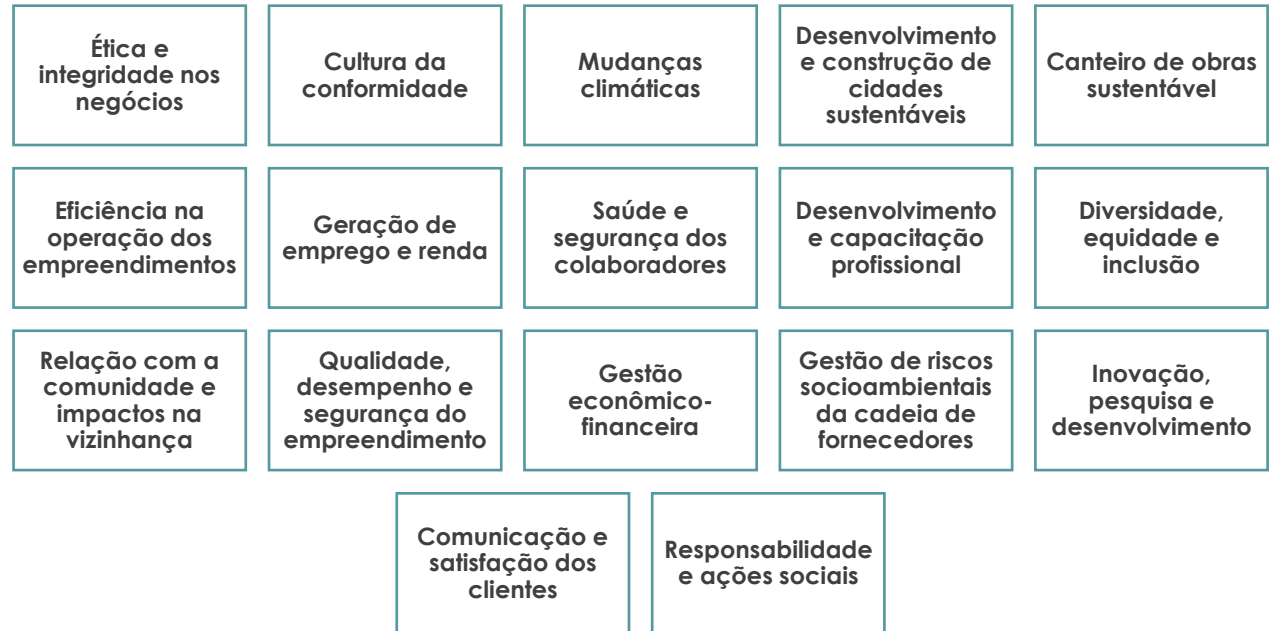 Ética e
integridade nos
negócios
Cultura da
conformidade
Mudanças
climáticas
Desenvolvimento
e construção de
cidades
sustentáveis
Canteiro de obras
sustentável
Eficiência na
operação dos
empreendimentos
Geração de
emprego e renda
Saúde e
segurança dos
colaboradores
Desenvolvimento
e capacitação
profissional
Diversidade,
equidade e
inclusão
Relação com a
comunidade e
impactos na
vizinhança
Qualidade,
desempenho e
segurança do
empreendimento
Gestão
econômico-
financeira
Gestão de riscos
socioambientais
da cadeia de
fornecedores
Inovação,
pesquisa e
desenvolvimento
Comunicação e
satisfação dos
clientes
Responsabilidade
e ações sociais